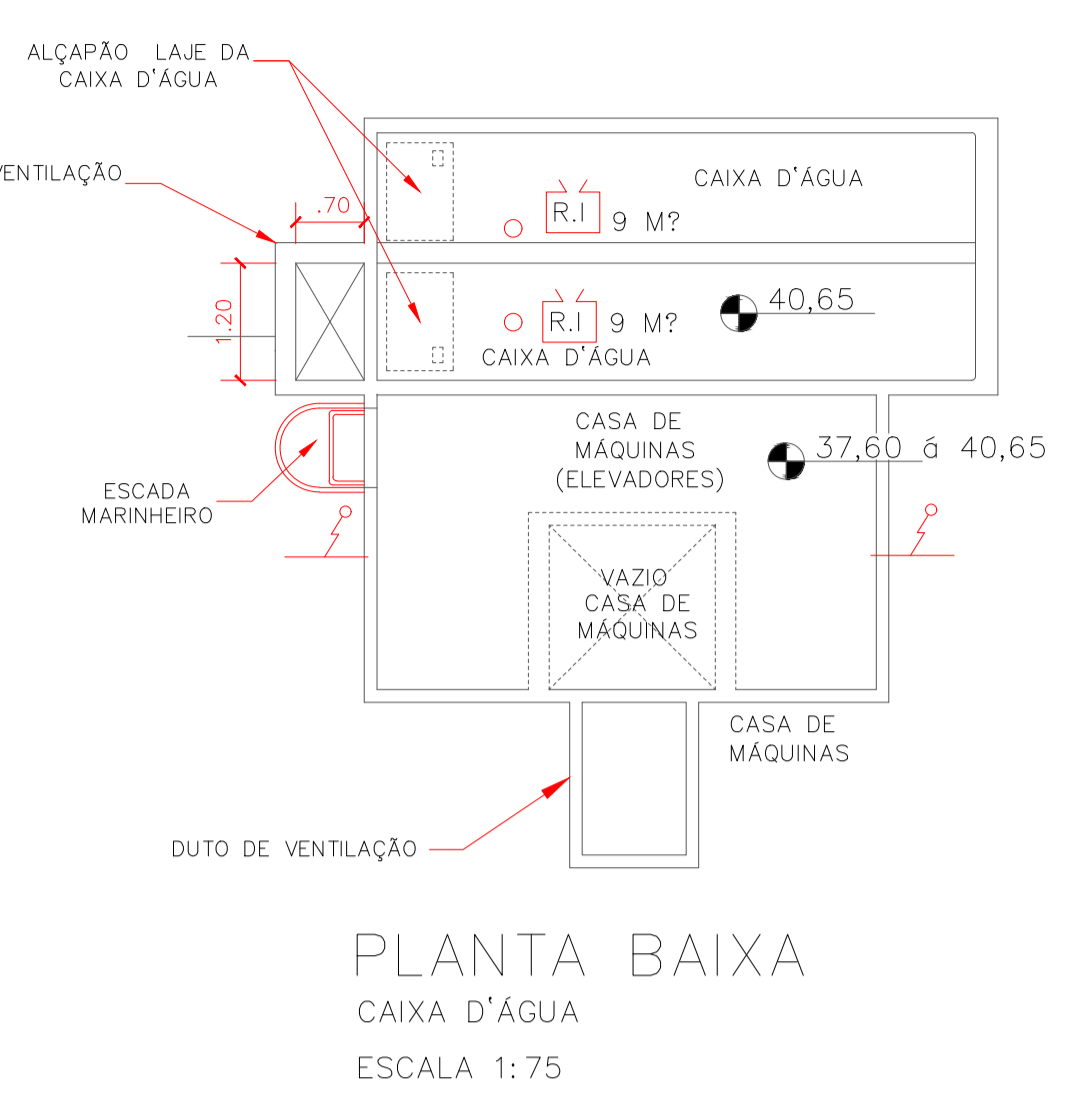 ALÇAPÃO LAJE DA
CAIXA D'ÁGUA
VENTILAÇÃO
CAIXA D'ÁGUA
.70
R.I 9 M?
1.20
40,65
R.I 9 M?
CAIXA D'ÁGUA
CASA DE
MÁQUINAS
(ELEVADORES)
37,60 á 40,65
ESCADA
MARINHEIRO
VAZIO
CASA DE
MÁQUINAS
CASA DE
MÁQUINAS
DUTO DE VENTILAÇÃO
PLANTA BAIXA
CAIXA D'ÁGUA
ESCALA 1:75